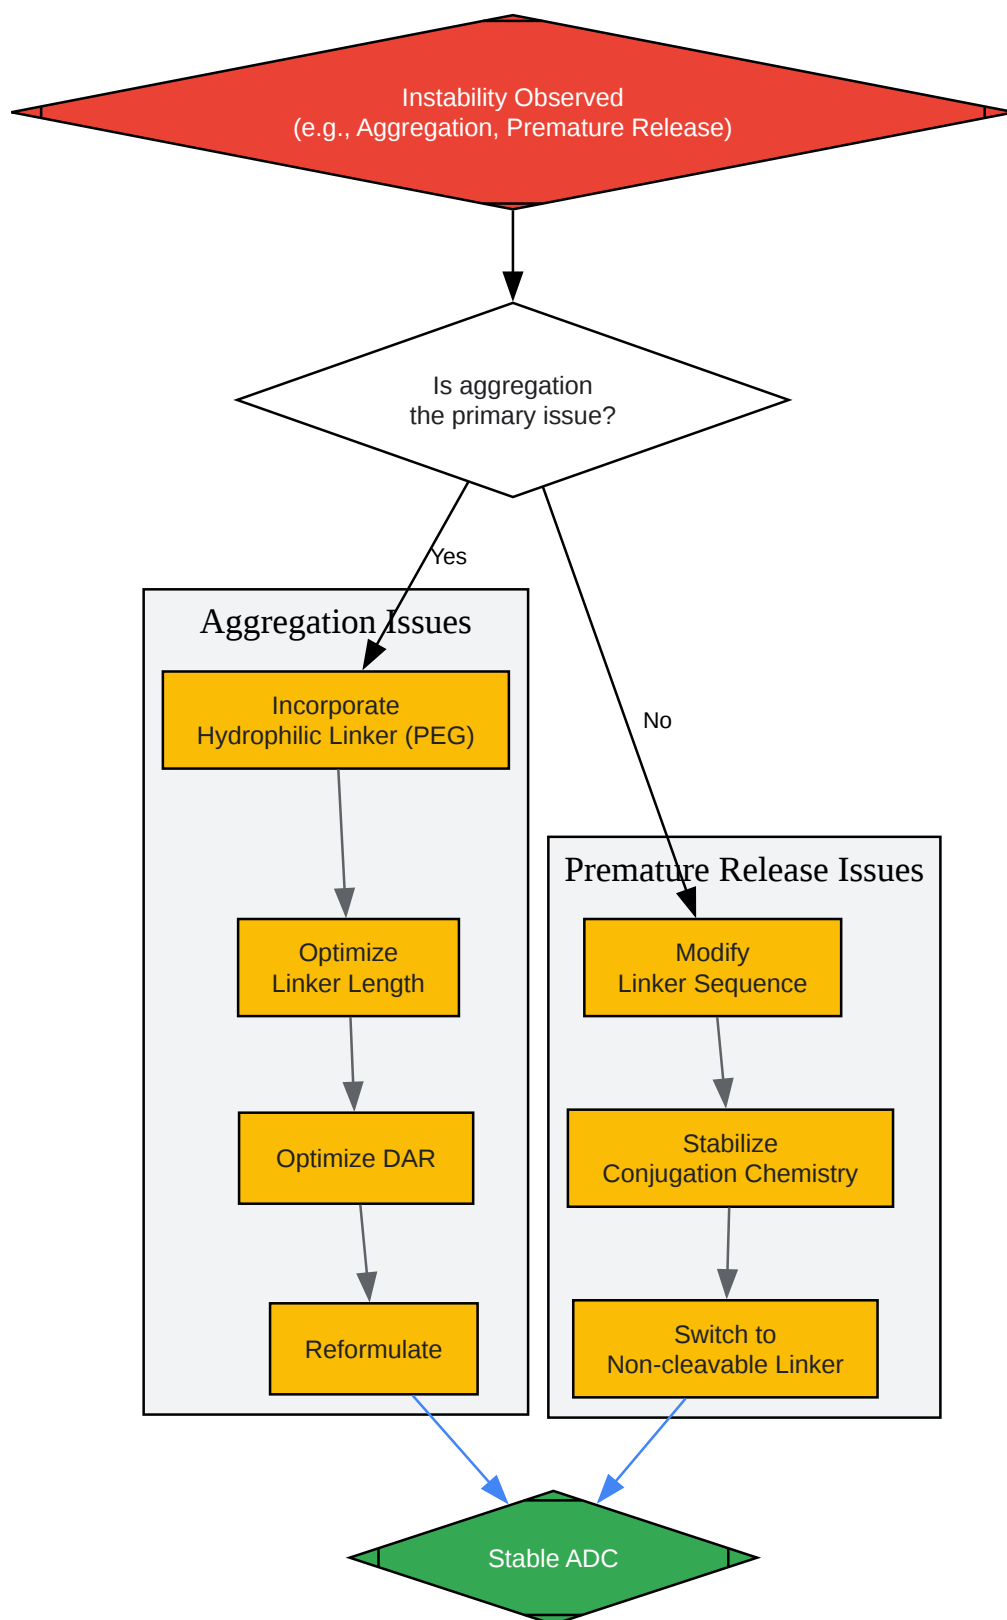 Instability Observed
(e.g., Aggregation, Premature Release)
Is aggregation
the primary issue?
Yes
No
Aggregation Issues
Incorporate
Hydrophilic Linker (PEG)
Optimize
Linker Length
Optimize DAR
Reformulate
Premature Release Issues
Modify
Linker Sequence
Stabilize
Conjugation Chemistry
Switch to
Non-cleavable Linker
Stable ADC